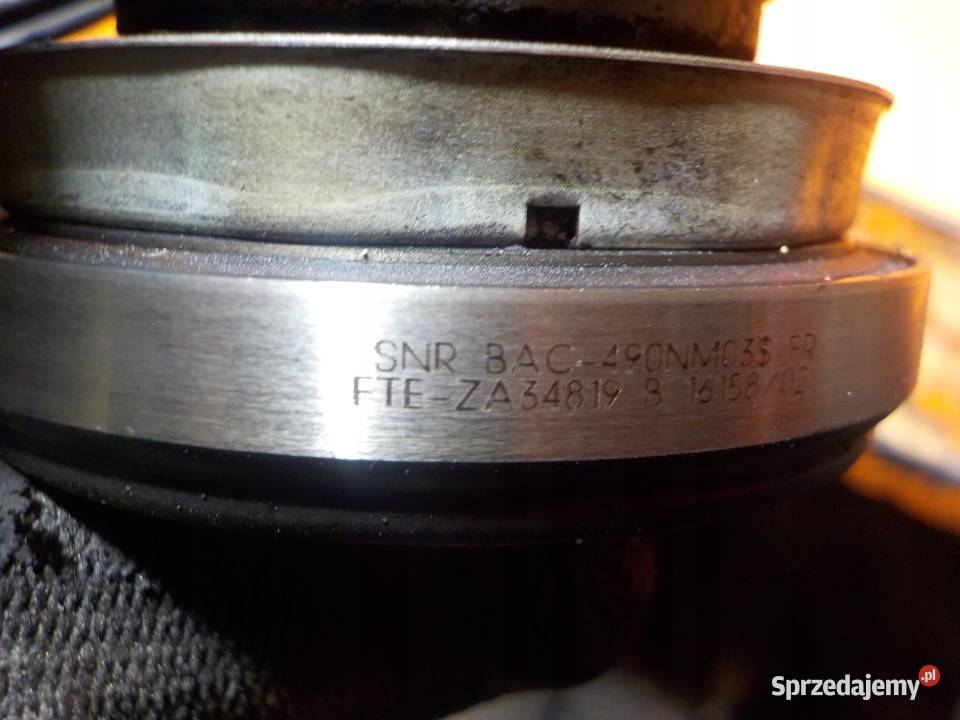 SNR BAC-490NM03S FR
FTE-ZA34819 B 16158/02
Sprzedajemy.pl